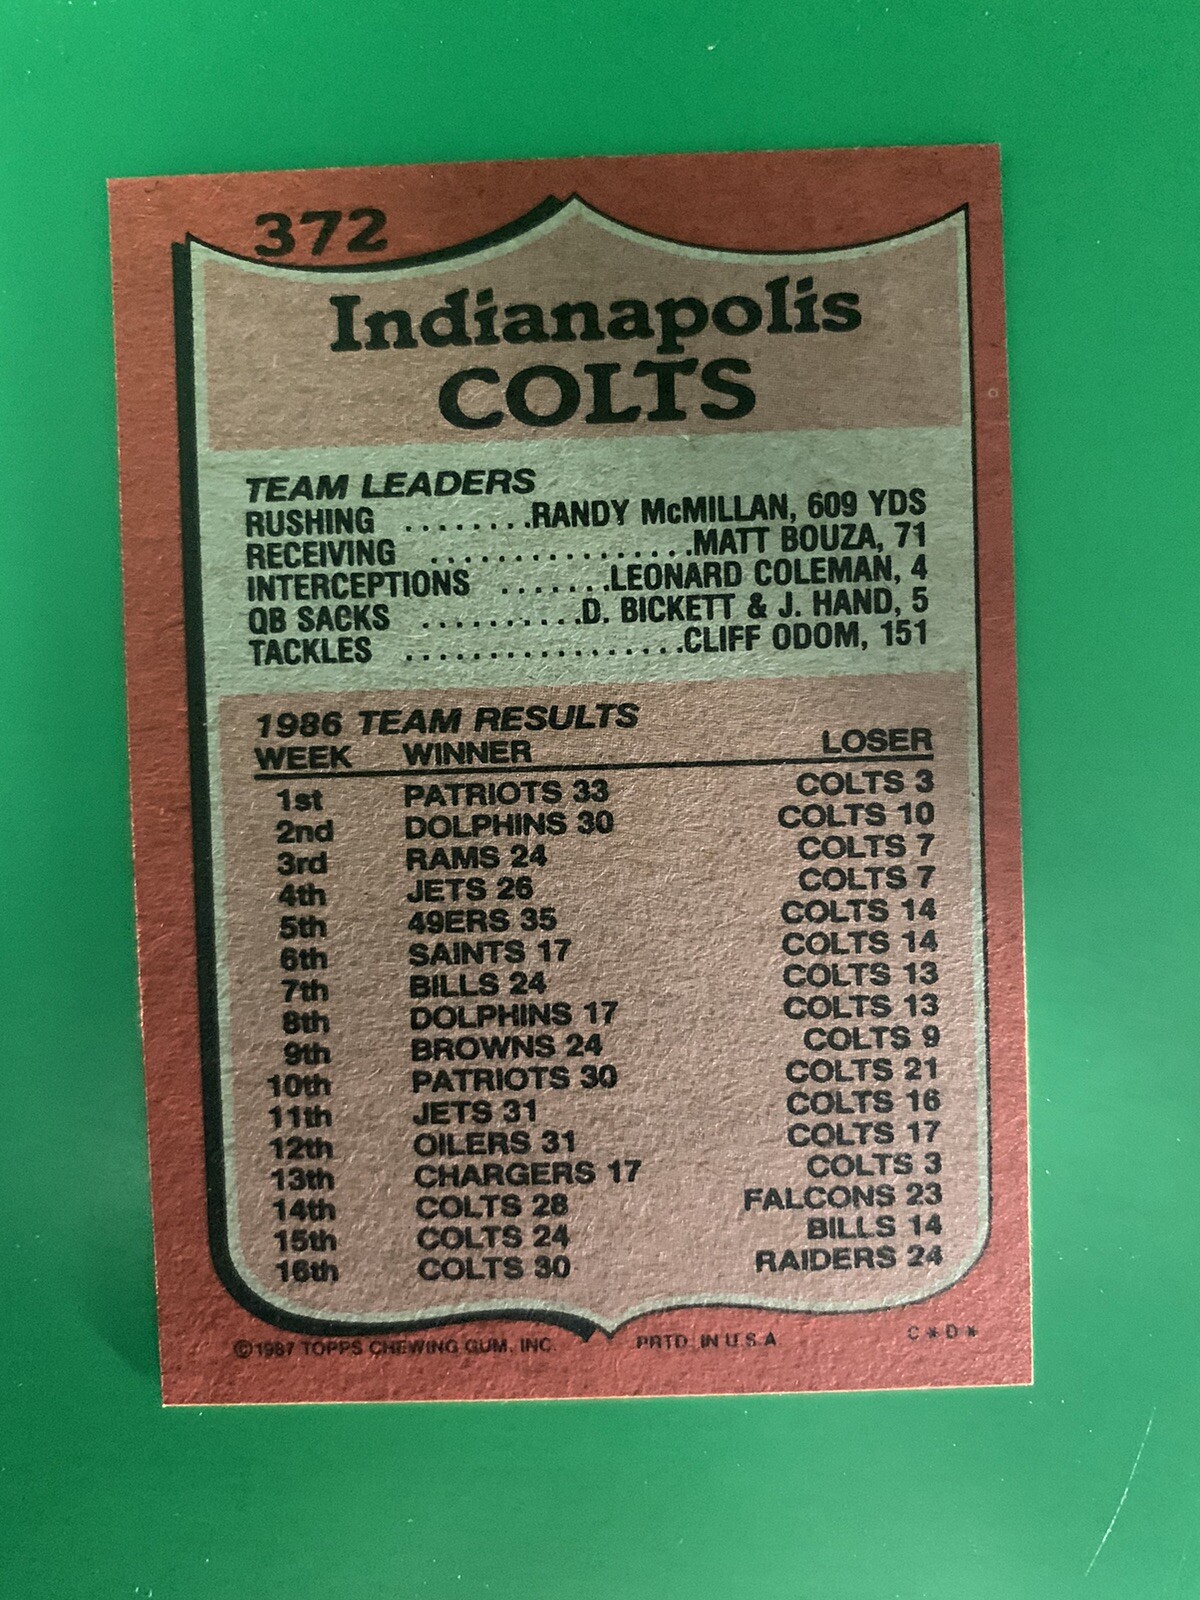 372
Indianapolis
COLTS
TEAM LEADERS
RUSHING ........RANDY McMILLAN, 609 YDS
RECEIVING .................MATT BOUZA, 71
INTERCEPTIONS .......LEONARD COLEMAN, 4
QB SACKS ..........D. BICKETT & J. HAND, 5
TACKLES .................CLIFF ODOM, 151
1986 TEAM RESULTS
WEEK WINNER LOSER
1st PATRIOTS 33 COLTS 3
2nd DOLPHINS 30 COLTS 10
3rd RAMS 24 COLTS 7
4th JETS 26 COLTS 7
5th 49ERS 35 COLTS 14
6th SAINTS 17 COLTS 14
7th BILLS 24 COLTS 13
8th DOLPHINS 17 COLTS 13
9th BROWNS 24 COLTS 9
10th PATRIOTS 30 COLTS 21
11th JETS 31 COLTS 16
12th OILERS 31 COLTS 17
13th CHARGERS 17 COLTS 3
14th COLTS 28 FALCONS 23
15th COLTS 24 BILLS 14
16th COLTS 30 RAIDERS 24
©1987 TOPPS CHEWING GUM, INC. PRTD. IN U.S.A. C*D*